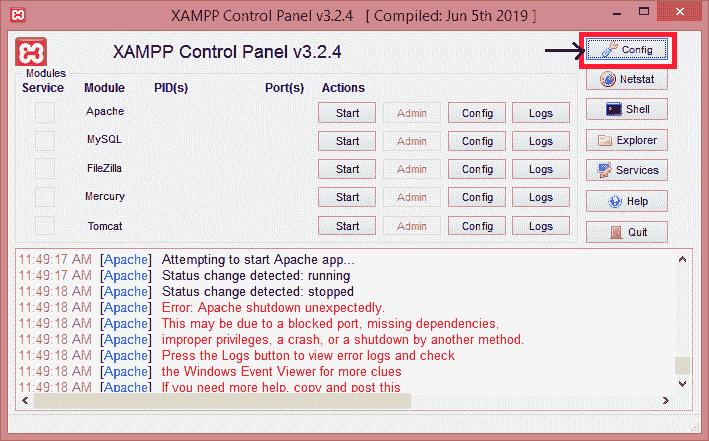 XAMPP Control Panel v3.2.4 [ Compiled: Jun 5th 2019 ]
XAMPP Control Panel v3.2.4
Config
Modules
Service Module PID(s) Port(s) Actions
Netstat
Apache Start Admin Config Logs
Shell
MySQL Start Admin Config Logs
Explorer
FileZilla Start Admin Config Logs
Services
Mercury Start Admin Config Logs
Help
Tomcat Start Admin Config Logs
Quit
11:49:17 AM [Apache] Attempting to start Apache app...
11:49:17 AM [Apache] Status change detected: running
11:49:18 AM [Apache] Status change detected: stopped
11:49:18 AM [Apache] Error: Apache shutdown unexpectedly.
11:49:18 AM [Apache] This may be due to a blocked port, missing dependencies,
11:49:18 AM [Apache] improper privileges, a crash, or a shutdown by another method.
11:49:18 AM [Apache] Press the Logs button to view error logs and check
11:49:18 AM [Apache] the Windows Event Viewer for more clues
11:49:18 AM [Apache] If you need more help, copy and post this